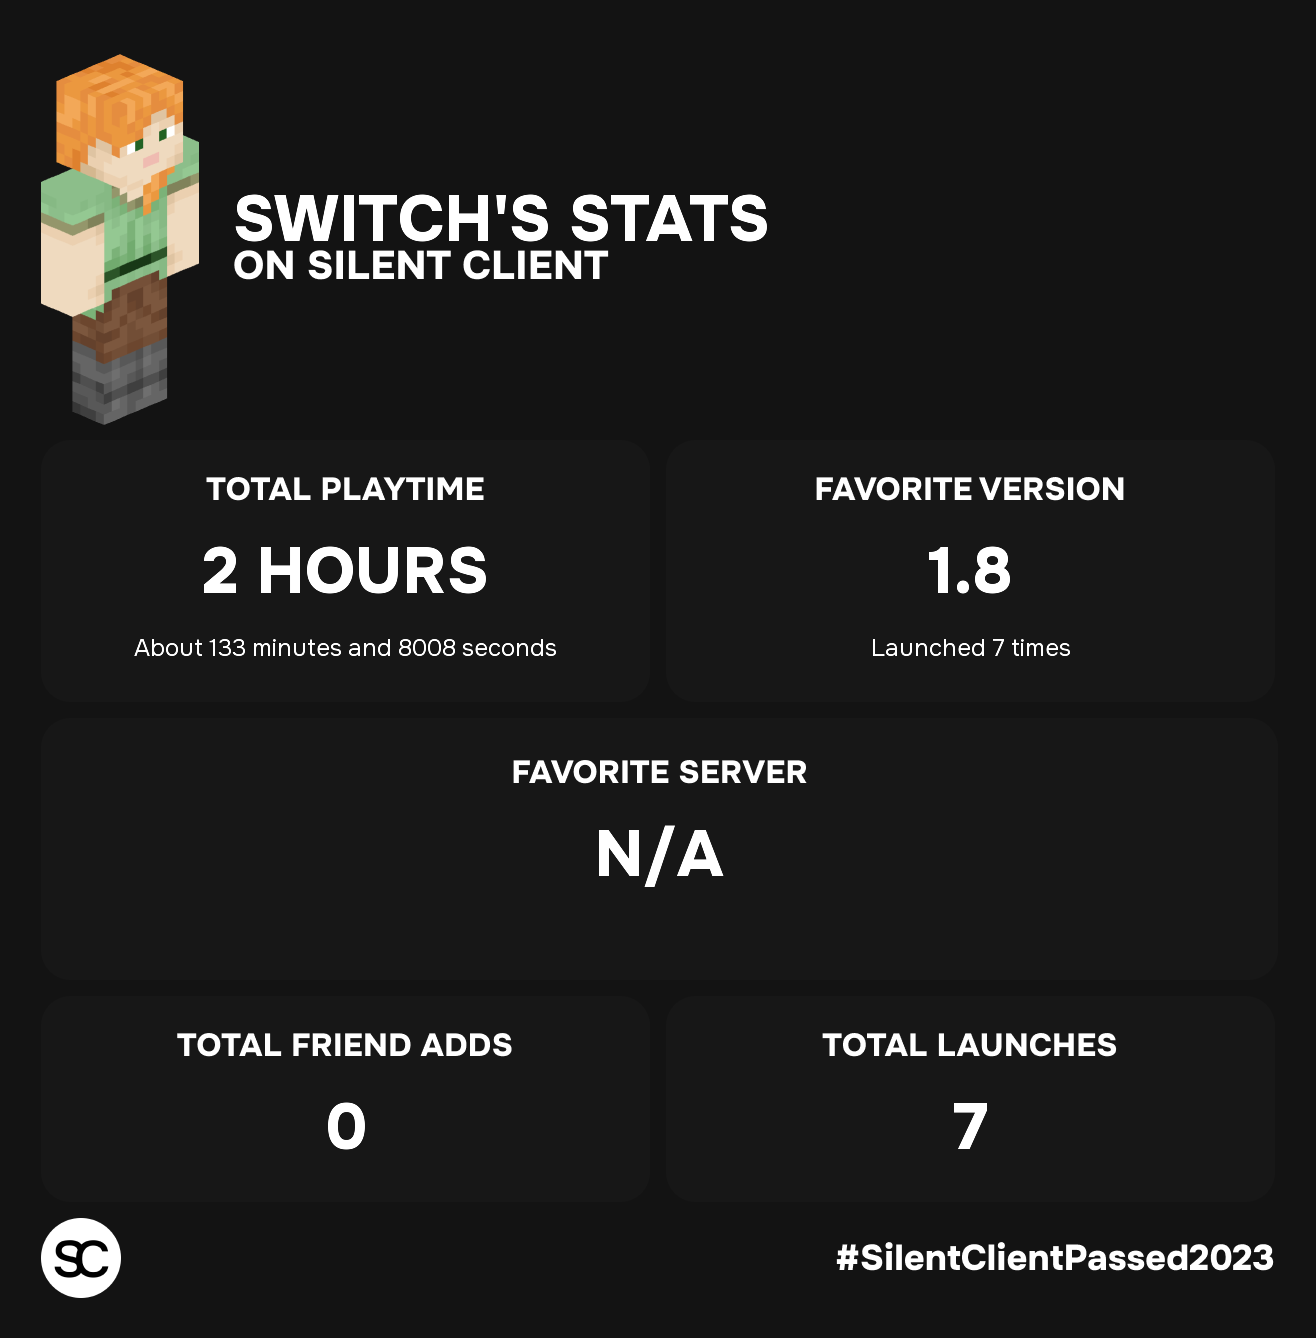 SWITCH'S STATS
ON SILENT CLIENT
TOTAL PLAYTIME
2 HOURS
About 133 minutes and 8008 seconds
FAVORITE VERSION
1.8
Launched 7 times
FAVORITE SERVER
N/A
TOTAL FRIEND ADDS
0
TOTAL LAUNCHES
7
SC
#SilentClientPassed2023